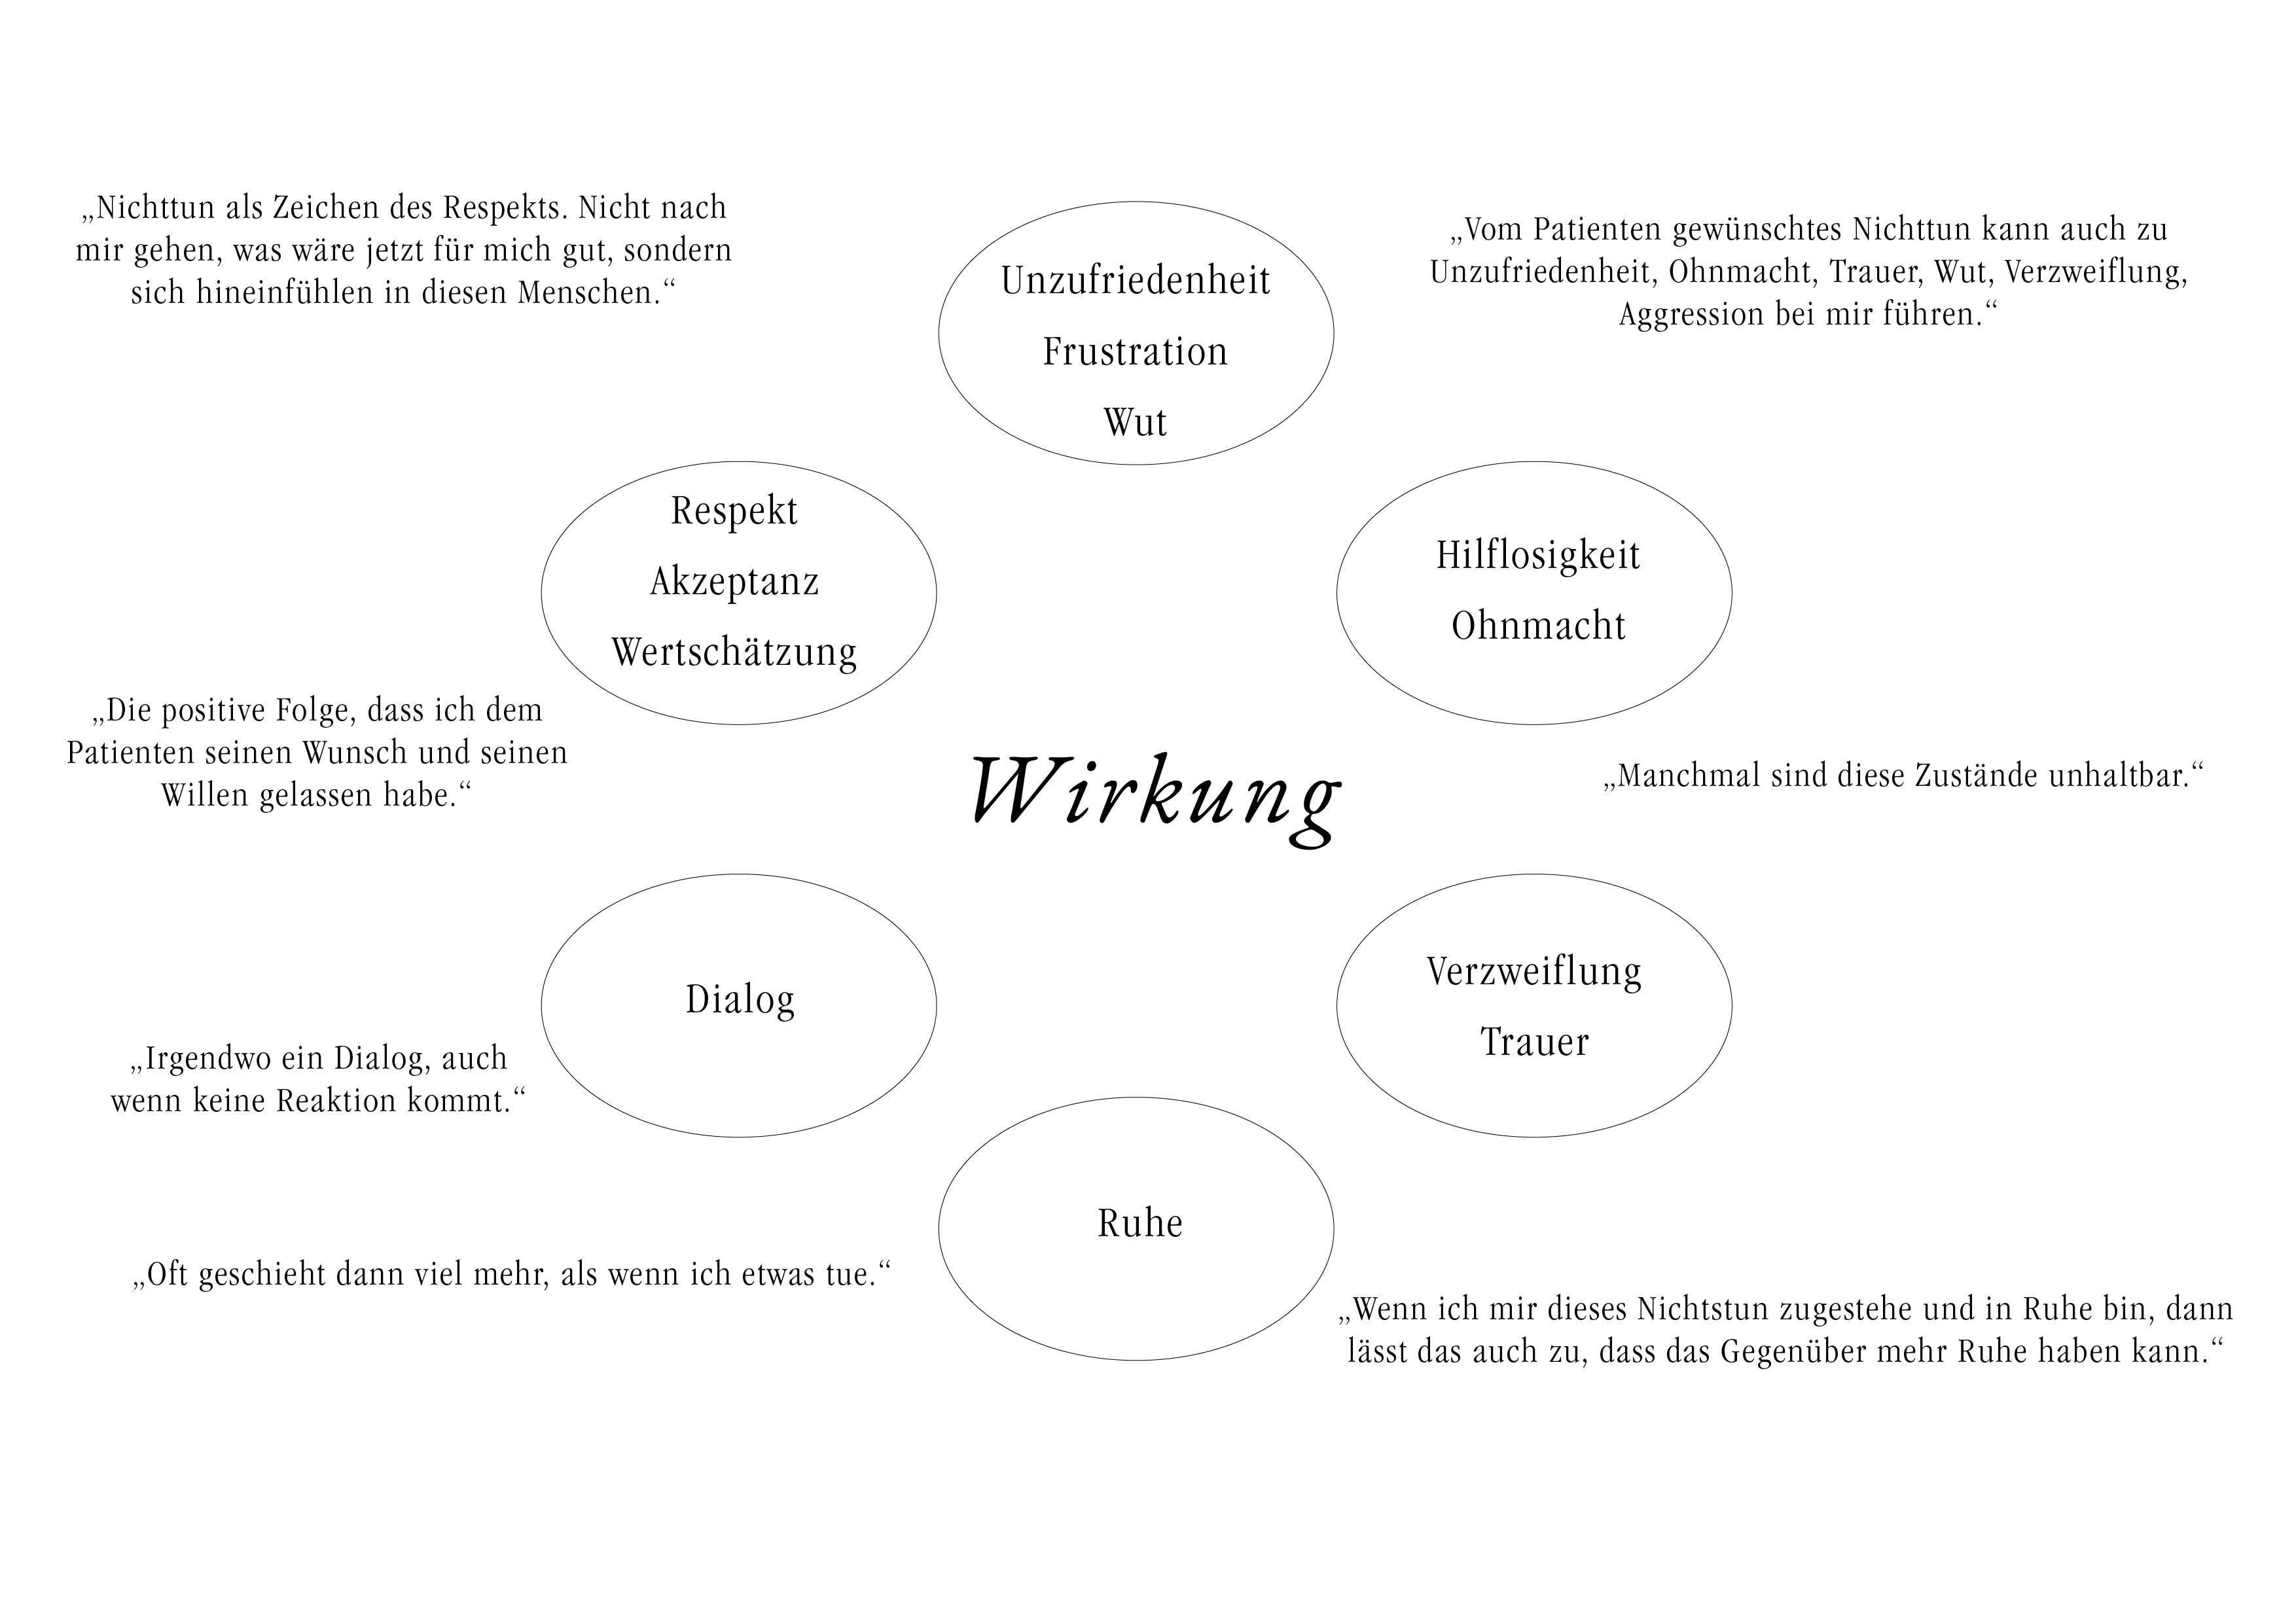 „Nichttun als Zeichen des Respekts. Nicht nach
mir gehen, was wäre jetzt für mich gut, sondern
sich hineinfühlen in diesen Menschen.“
Unzufriedenheit
Frustration
Wut
„Vom Patienten gewünschtes Nichttun kann auch zu
Unzufriedenheit, Ohnmacht, Trauer, Wut, Verzweiflung,
Aggression bei mir führen.“
Respekt
Akzeptanz
Wertschätzung
Hilflosigkeit
Ohnmacht
„Die positive Folge, dass ich dem
Patienten seinen Wunsch und seinen
Willen gelassen habe.“
Wirkung
„Manchmal sind diese Zustände unhaltbar.“
Dialog
Verzweiflung
Trauer
„Irgendwo ein Dialog, auch
wenn keine Reaktion kommt.“
Ruhe
„Oft geschieht dann viel mehr, als wenn ich etwas tue.“
„Wenn ich mir dieses Nichtstun zugestehe und in Ruhe bin, dann
lässt das auch zu, dass das Gegenüber mehr Ruhe haben kann.“